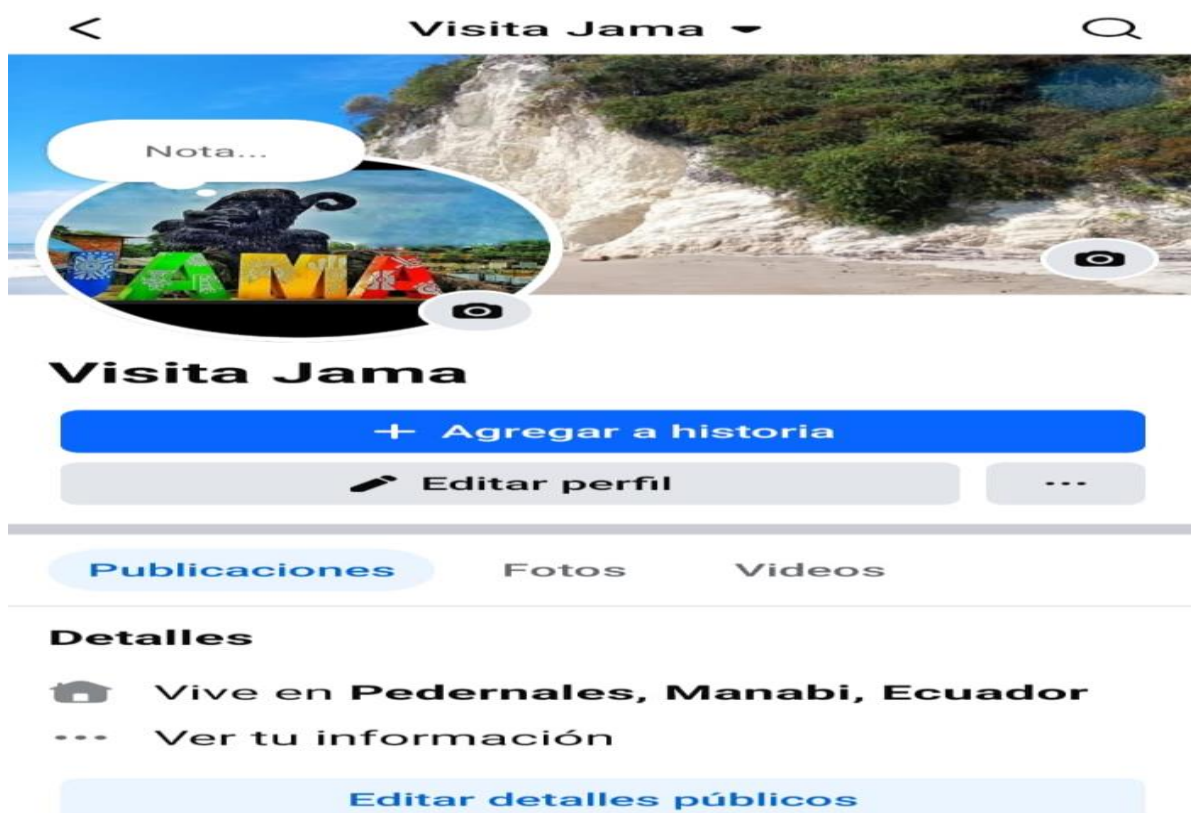 Visita Jama
Nota...
JAMA
Visita Jama
+ Agregar a historia
Editar perfil
...
Publicaciones Fotos Videos
Detalles
Vive en Pedernales, Manabi, Ecuador
... Ver tu información
Editar detalles públicos